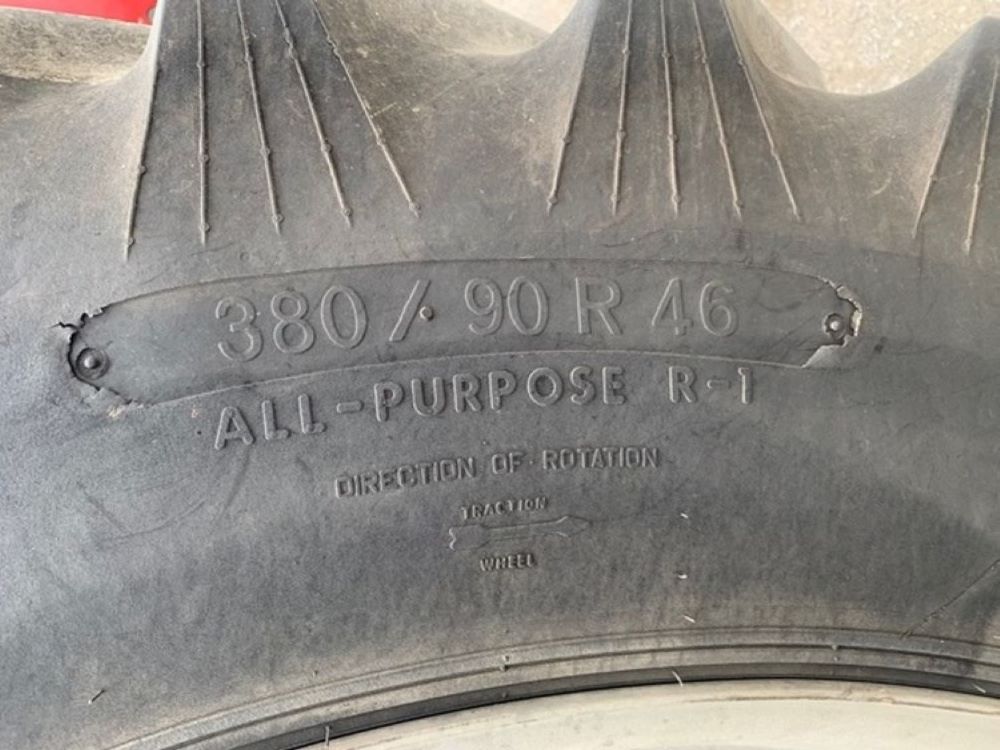 380/90 R 46
ALL-PURPOSE R-1
DIRECTION OF ROTATION
TRACTION
WHEEL